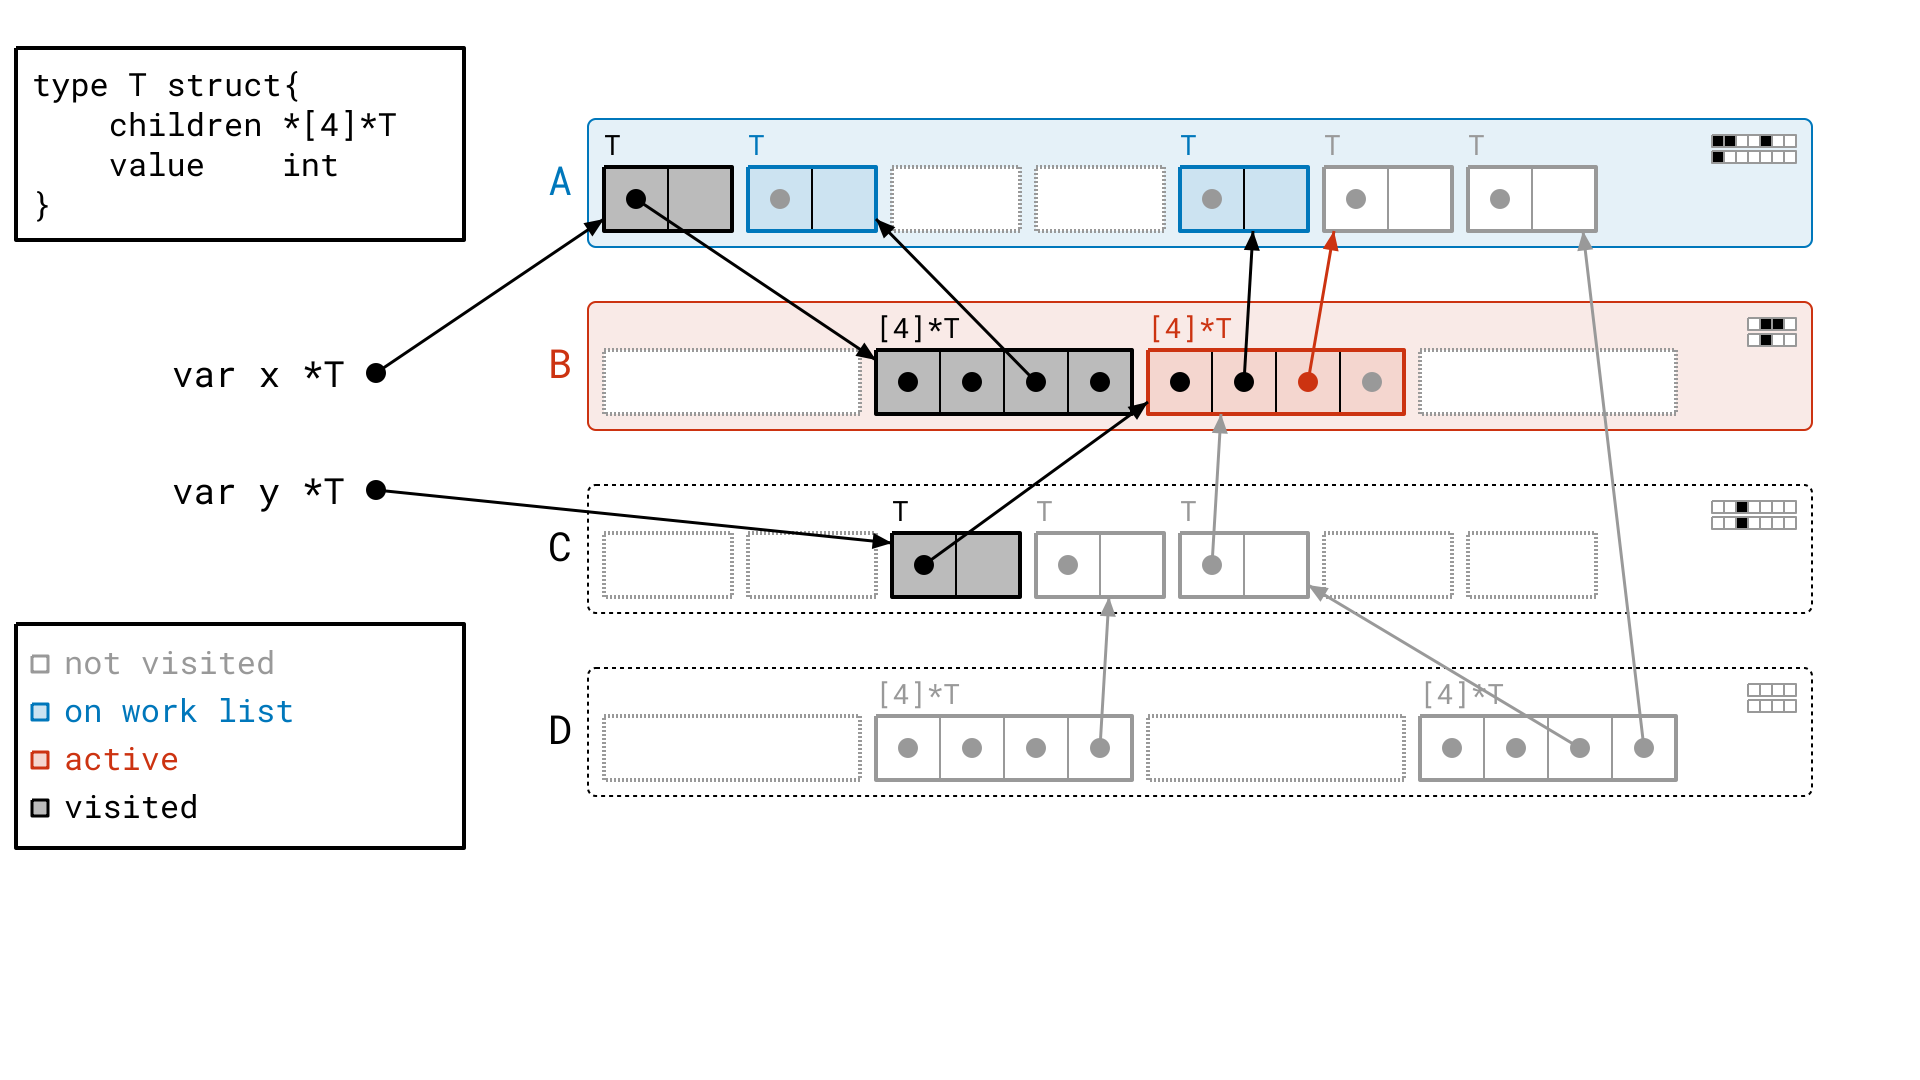 type T struct{
    children *[4]*T
    value    int
}
T T T T T
A
var x *T
[4]*T [4]*T
B
var y *T
T T T
C
[4]*T [4]*T
D
not visited
on work list
active
visited